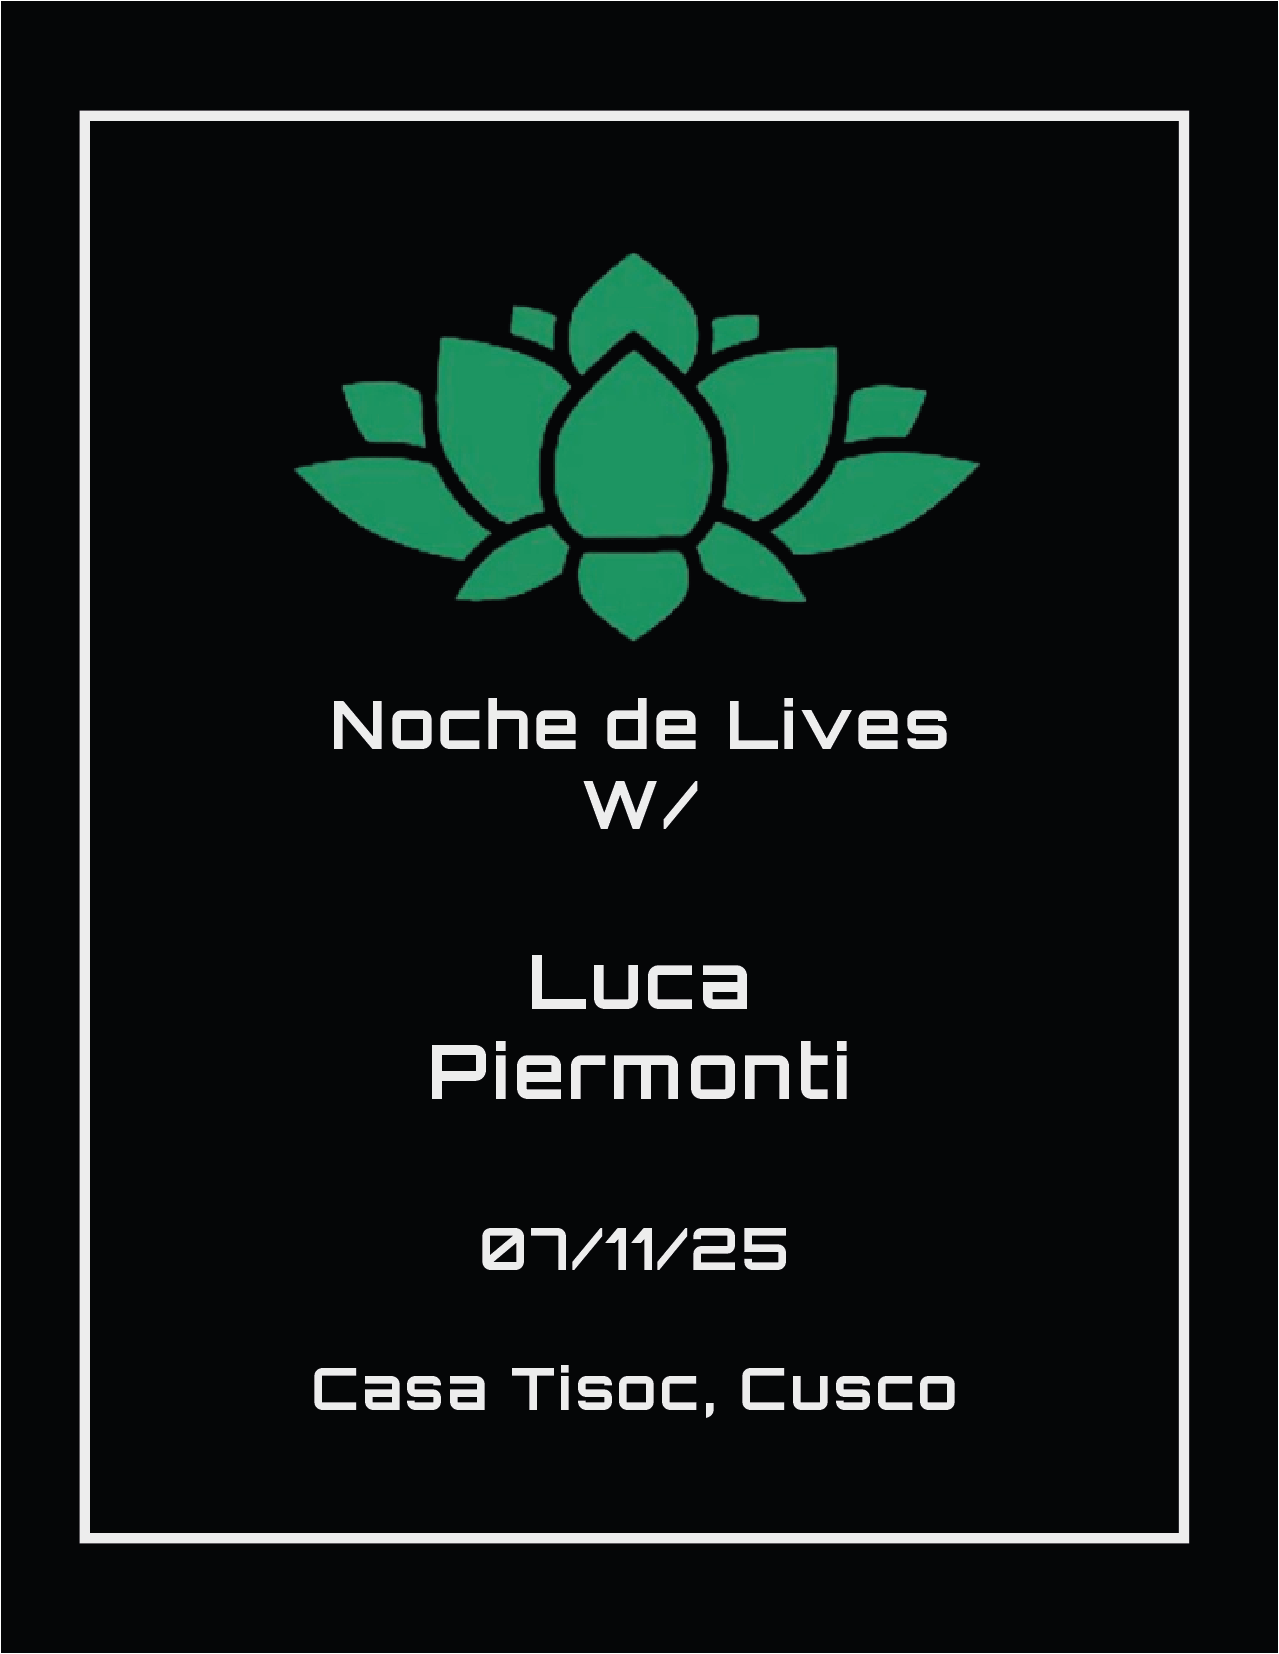 Noche de Lives
W/
Luca
Piermonti
07/11/25
Casa Tisoc, Cusco